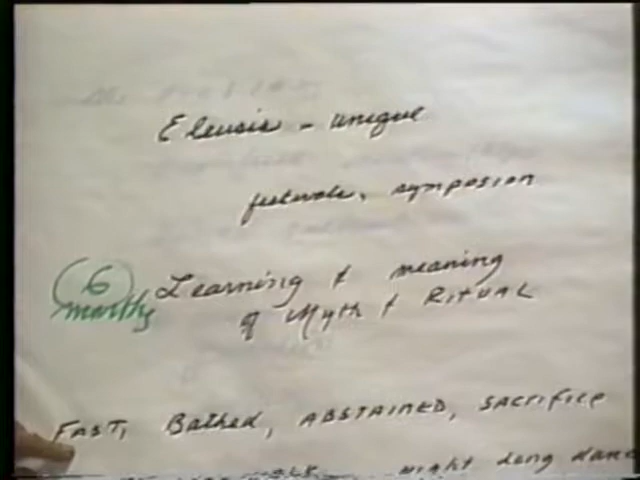 Eleusis - unique
festivals, symposion
(6) Learning & meaning
months of Myth & RITUAL
FAST, Bathed, ABSTAINED, SACRIFICE
night long dance